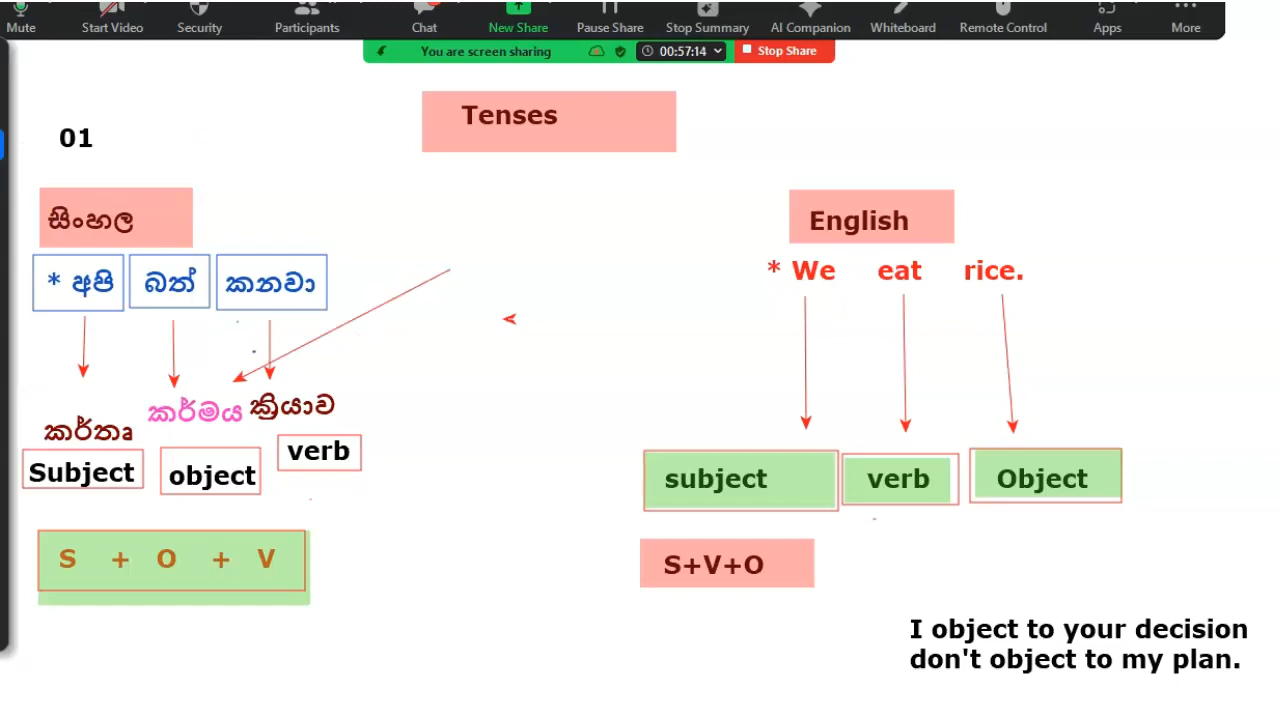 Mute Start Video Security Participants Chat New Share Pause Share Stop Summary AI Companion Whiteboard Remote Control Apps More
You are screen sharing 00:57:14 Stop Share
Tenses
01
සිංහල
English
* අපි බත් කනවා
* We eat rice.
කර්තෘ කර්මය ක්‍රියාව
Subject object verb
subject verb Object
S + O + V
S+V+O
I object to your decision
don't object to my plan.